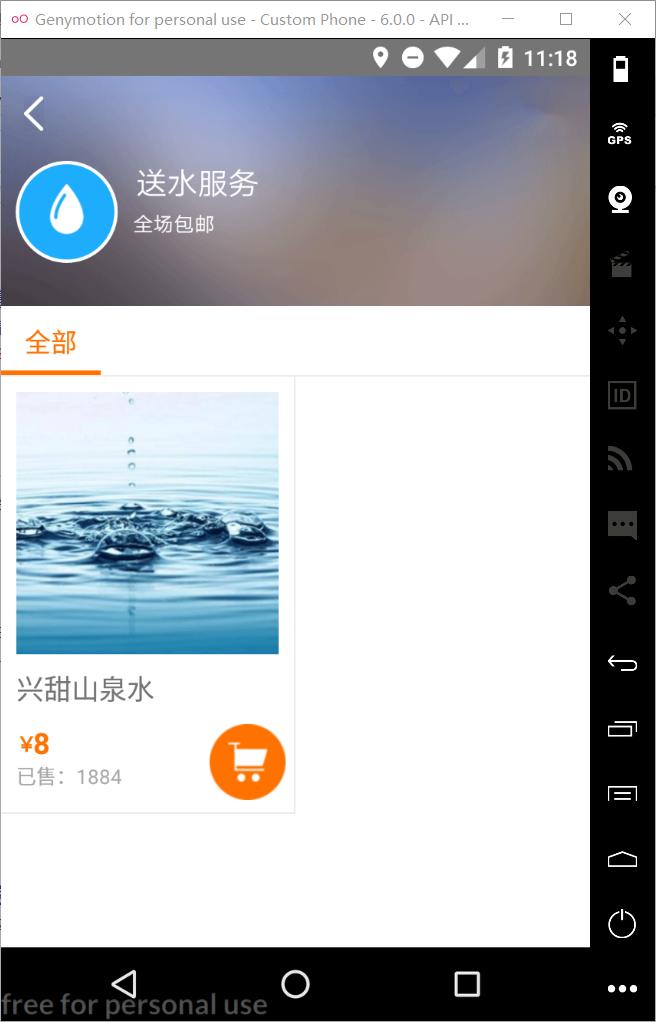 Genymotion for personal use - Custom Phone - 6.0.0 - API ...
11:18
GPS
送水服务
全场包邮
ID
全部
兴甜山泉水
¥8
已售：1884
free for personal use